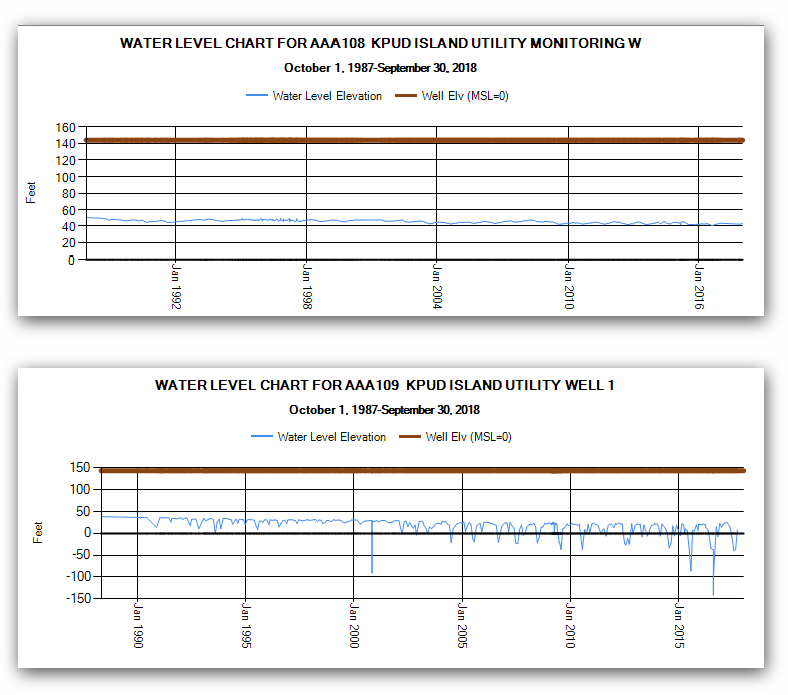 WATER LEVEL CHART FOR AAA108 KPUD ISLAND UTILITY MONITORING W
October 1, 1987-September 30, 2018
Water Level Elevation Well Elv (MSL=0)
Feet
160
140
120
100
80
60
40
20
0
Jan 1992 Jan 1998 Jan 2004 Jan 2010 Jan 2016
WATER LEVEL CHART FOR AAA109 KPUD ISLAND UTILITY WELL 1
October 1, 1987-September 30, 2018
Water Level Elevation Well Elv (MSL=0)
Feet
150
100
50
0
-50
-100
-150
Jan 1990 Jan 1995 Jan 2000 Jan 2005 Jan 2010 Jan 2015